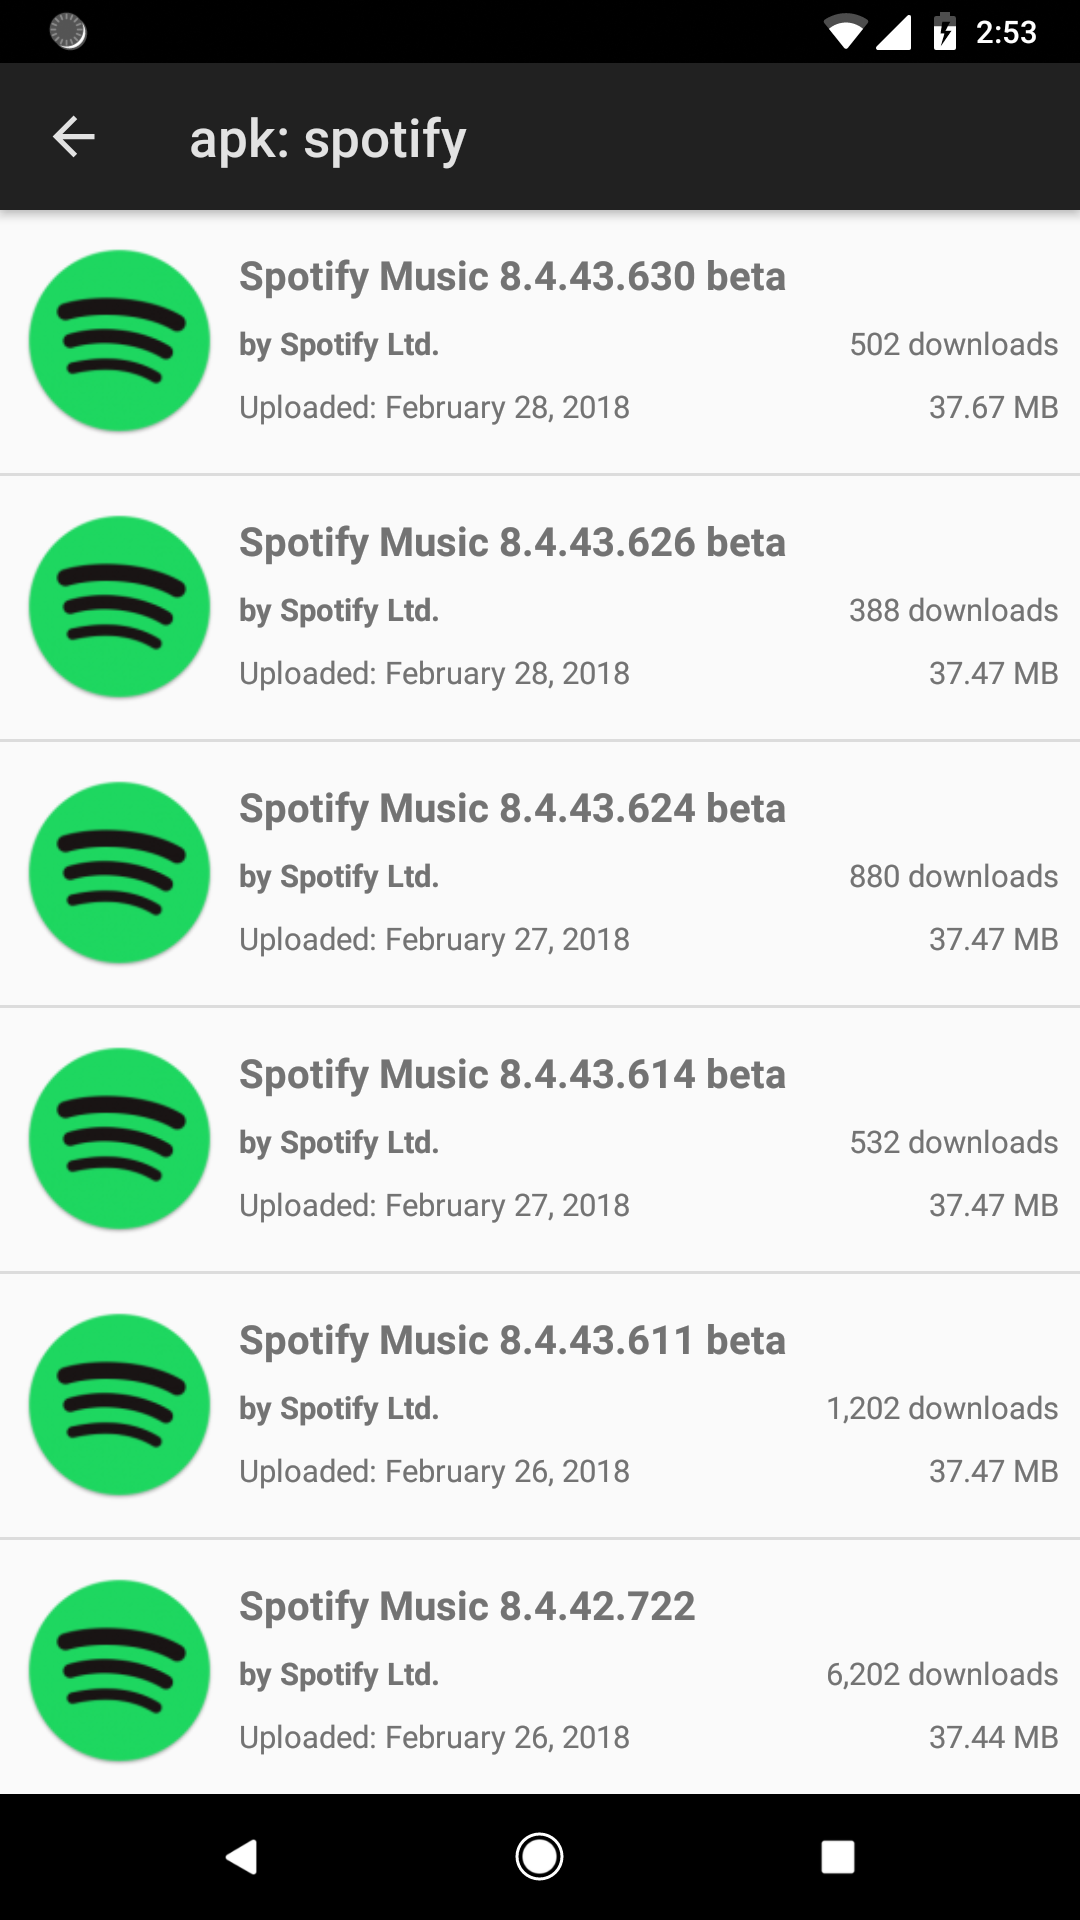 2:53
apk: spotify
Spotify Music 8.4.43.630 beta
by Spotify Ltd. 502 downloads
Uploaded: February 28, 2018 37.67 MB
Spotify Music 8.4.43.626 beta
by Spotify Ltd. 388 downloads
Uploaded: February 28, 2018 37.47 MB
Spotify Music 8.4.43.624 beta
by Spotify Ltd. 880 downloads
Uploaded: February 27, 2018 37.47 MB
Spotify Music 8.4.43.614 beta
by Spotify Ltd. 532 downloads
Uploaded: February 27, 2018 37.47 MB
Spotify Music 8.4.43.611 beta
by Spotify Ltd. 1,202 downloads
Uploaded: February 26, 2018 37.47 MB
Spotify Music 8.4.42.722
by Spotify Ltd. 6,202 downloads
Uploaded: February 26, 2018 37.44 MB